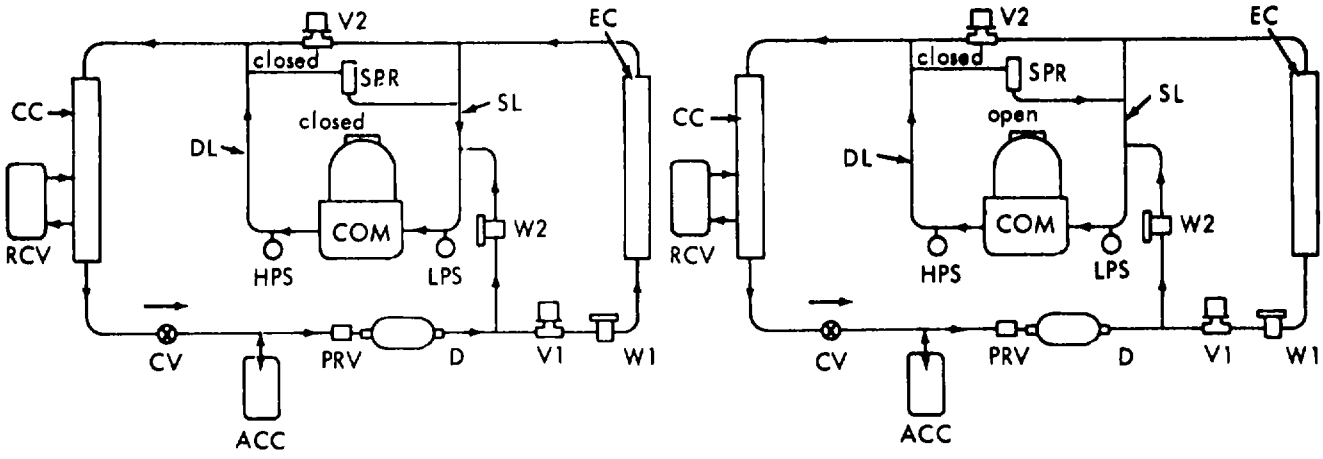 V2
EC
closed
SPR
SL
CC
closed
DL
COM
W2
RCV
HPS
LPS
CV
PRV
D
V1
W1
ACC
V2
EC
closed
SPR
SL
CC
open
DL
COM
W2
RCV
HPS
LPS
CV
PRV
D
V1
W1
ACC